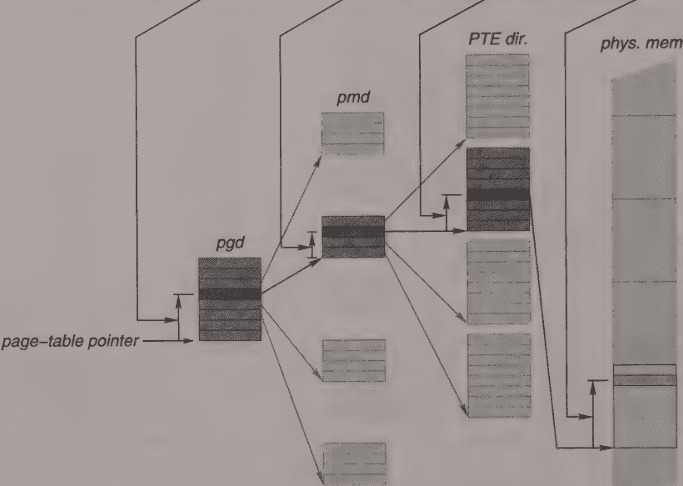 PTE dir.
phys. mem
pmd
pgd
page–table pointer